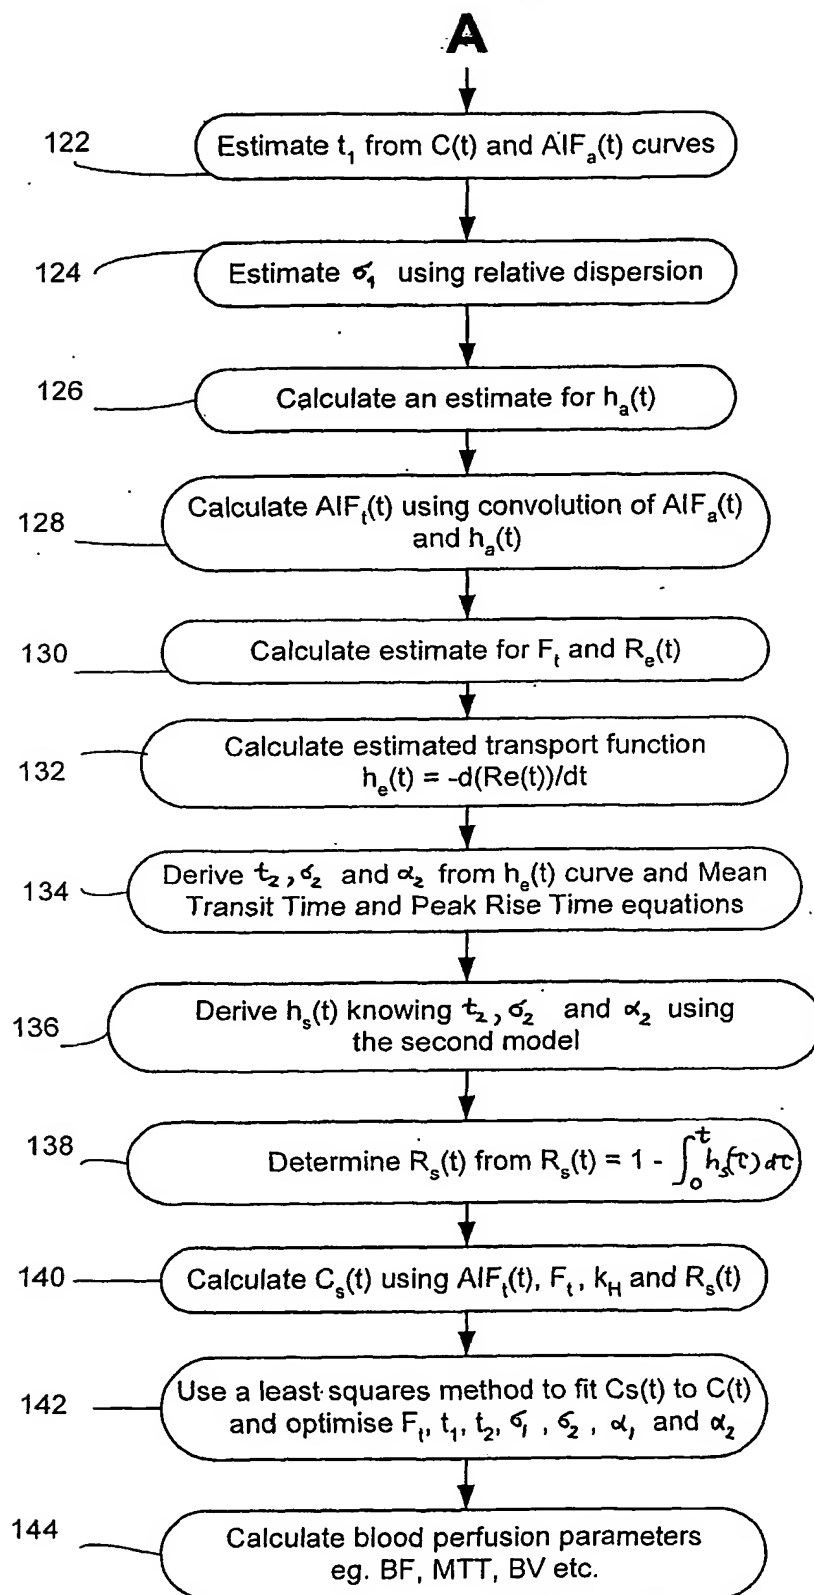 A
122
Estimate t₁ from C(t) and AIFₐ(t) curves
124
Estimate σ₁ using relative dispersion
126
Calculate an estimate for hₐ(t)
128
Calculate AIFₜ(t) using convolution of AIFₐ(t)
and hₐ(t)
130
Calculate estimate for Fₜ and Rₑ(t)
132
Calculate estimated transport function
hₑ(t) = -d(Re(t))/dt
134
Derive t₂, σ₂ and α₂ from hₑ(t) curve and Mean
Transit Time and Peak Rise Time equations
136
Derive hₛ(t) knowing t₂, σ₂ and α₂ using
the second model
138
Determine Rₛ(t) from Rₛ(t) = 1 - ∫₀ᵗ hₛ(τ) dτ
140
Calculate Cₛ(t) using AIFₜ(t), Fₜ, k_H and Rₛ(t)
142
Use a least squares method to fit Cs(t) to C(t)
and optimise Fₜ, t₁, t₂, σ₁, σ₂, α₁ and α₂
144
Calculate blood perfusion parameters
eg. BF, MTT, BV etc.